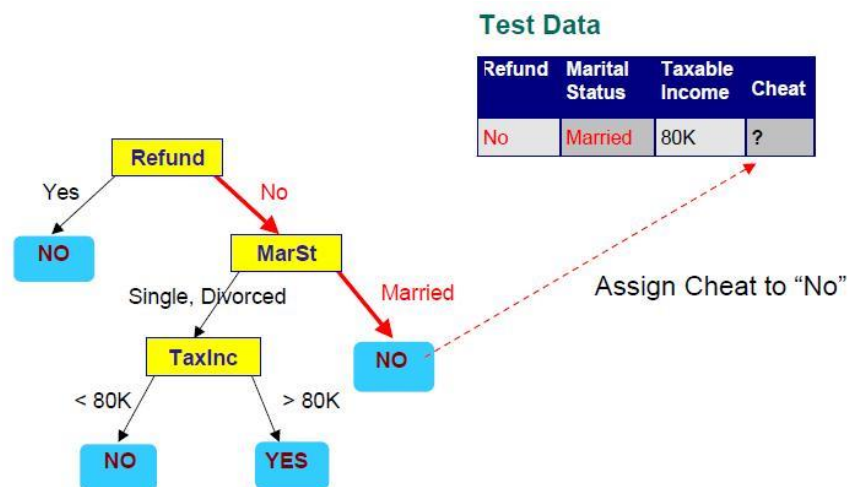 Test Data
Refund Marital Status Taxable Income Cheat
No Married 80K ?
Refund
Yes
No
NO
MarSt
Single, Divorced
Married
Assign Cheat to “No”
TaxInc
NO
< 80K
> 80K
NO
YES